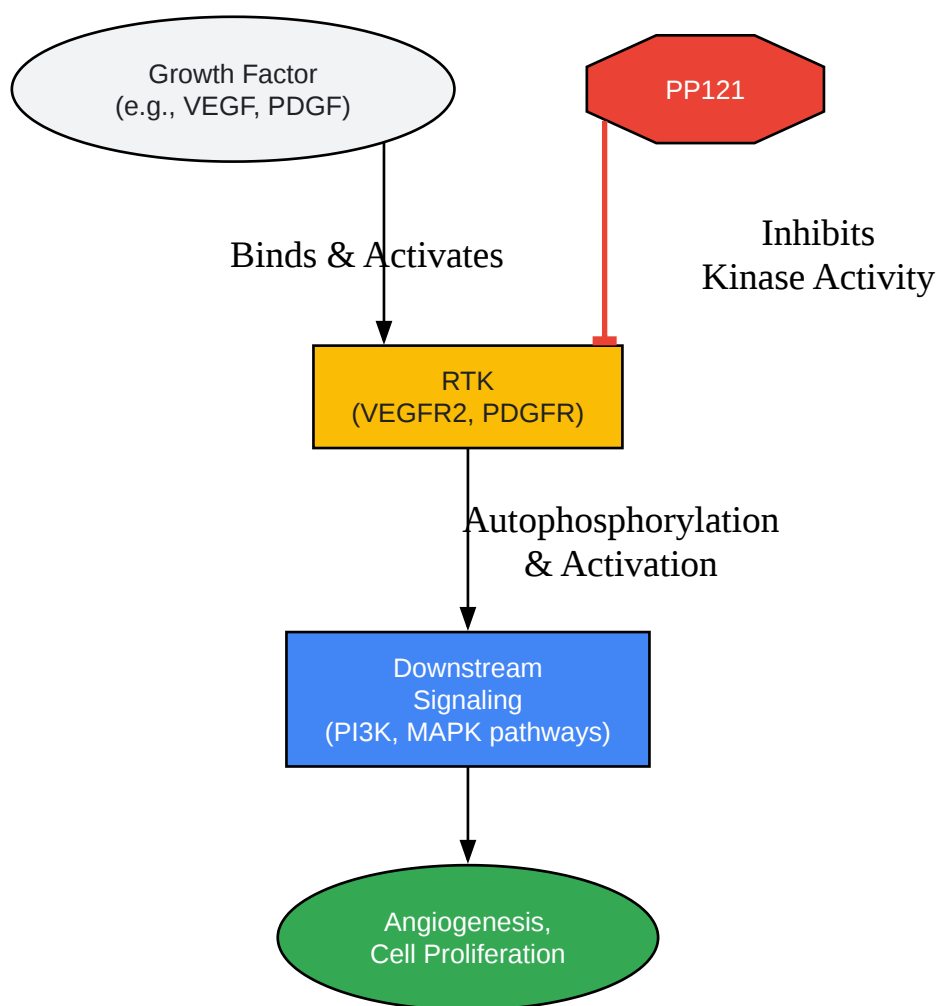 Growth Factor
(e.g., VEGF, PDGF)
PP121
Binds & Activates
Inhibits
Kinase Activity
RTK
(VEGFR2, PDGFR)
Autophosphorylation
& Activation
Downstream
Signaling
(PI3K, MAPK pathways)
Angiogenesis,
Cell Proliferation